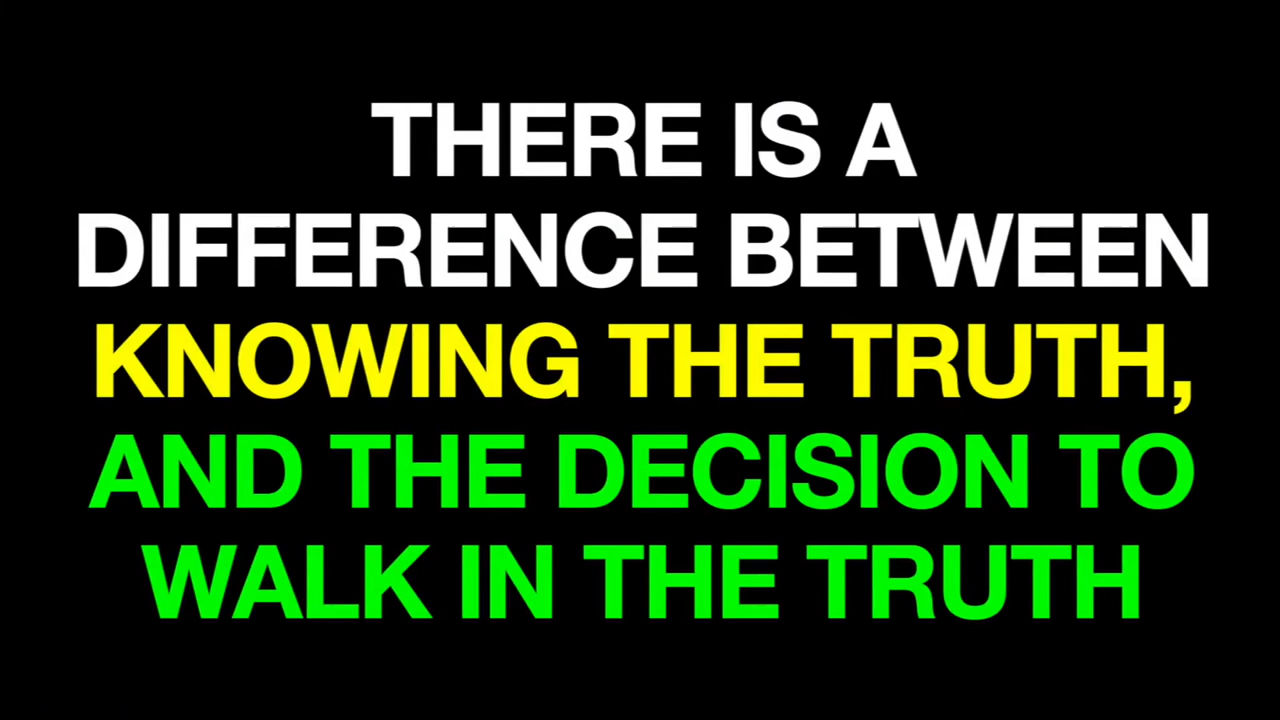 THERE IS A
DIFFERENCE BETWEEN
KNOWING THE TRUTH,
AND THE DECISION TO
WALK IN THE TRUTH